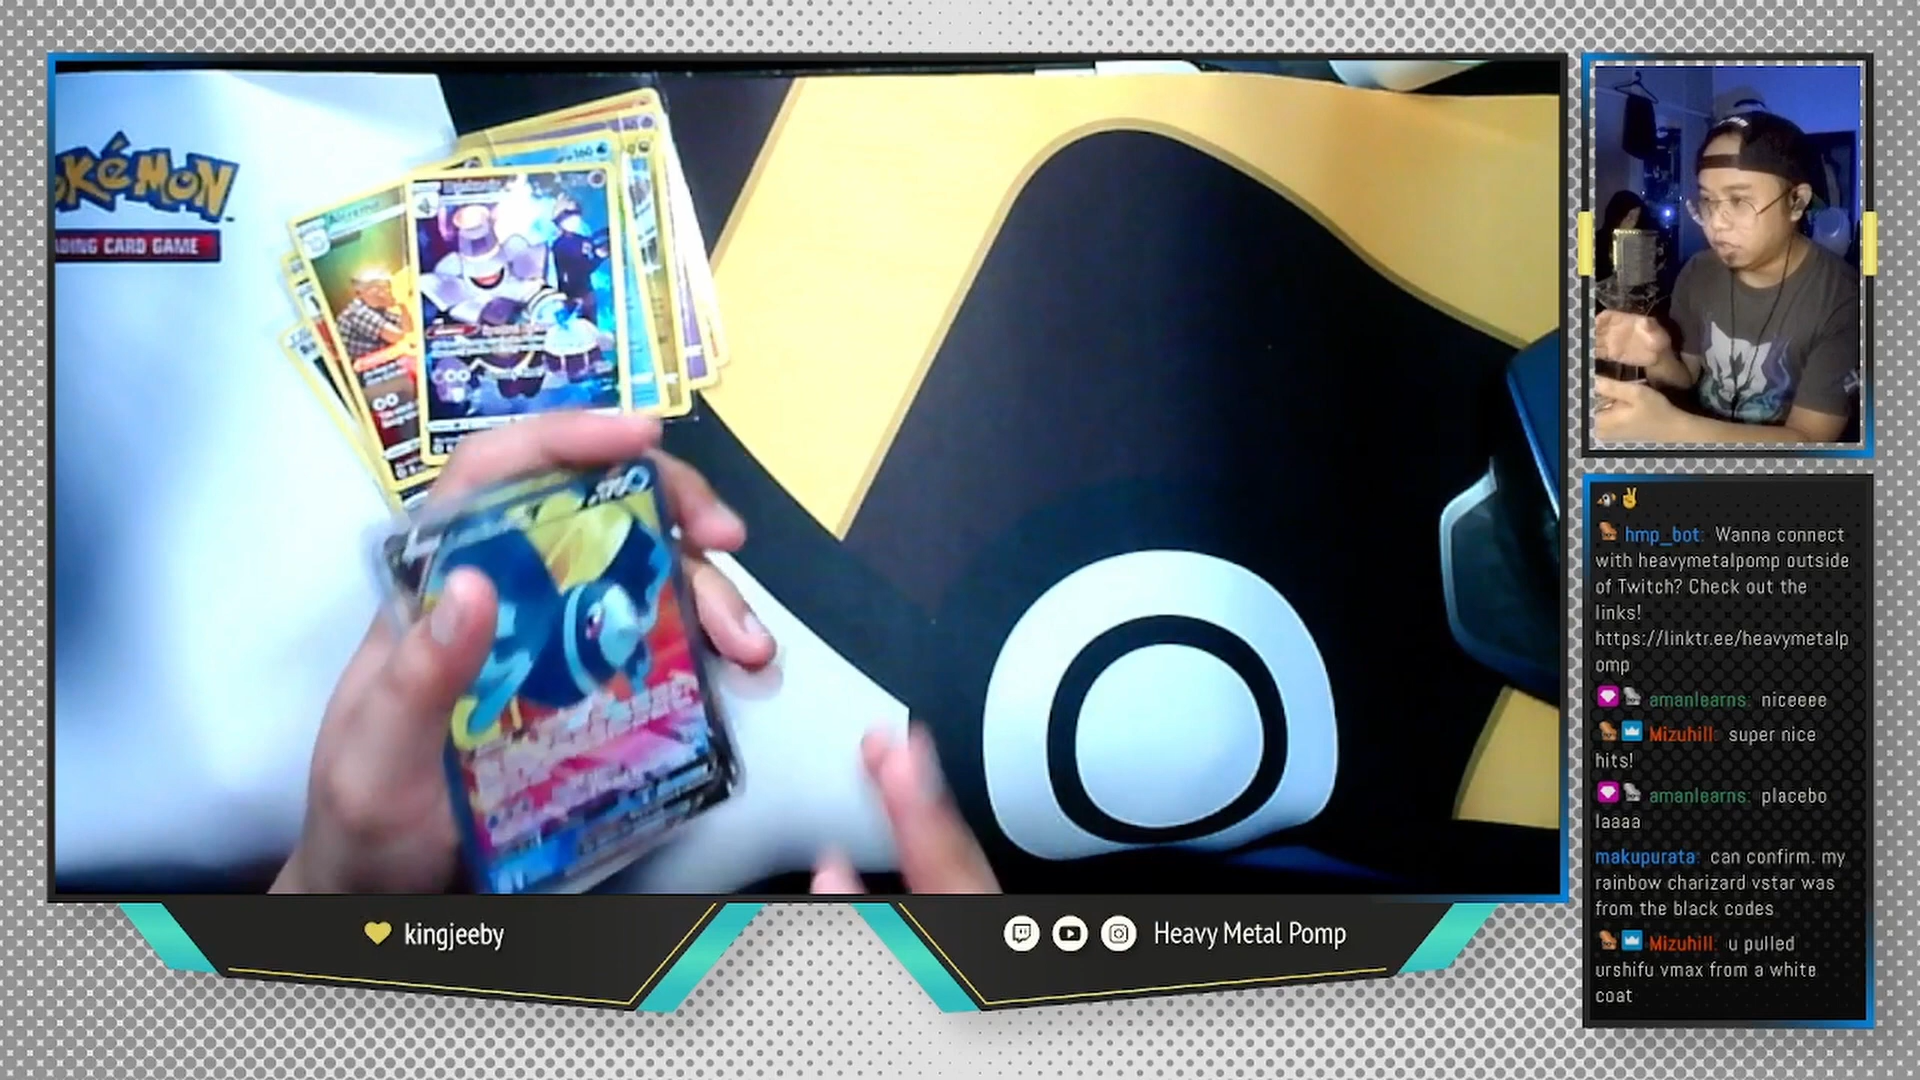 POKéMON
ADING CARD GAME
160
kingjeeby
Heavy Metal Pomp
hmp_bot: Wanna connect
with heavymetalpomp outside
of Twitch? Check out the
links!
https://linktr.ee/heavymetalp
omp
amanlearns: niceeee
Mizuhill: super nice
hits!
amanlearns: placebo
laaaa
makupurata: can confirm. my
rainbow charizard vstar was
from the black codes
Mizuhill: u pulled
urshifu vmax from a white
coat